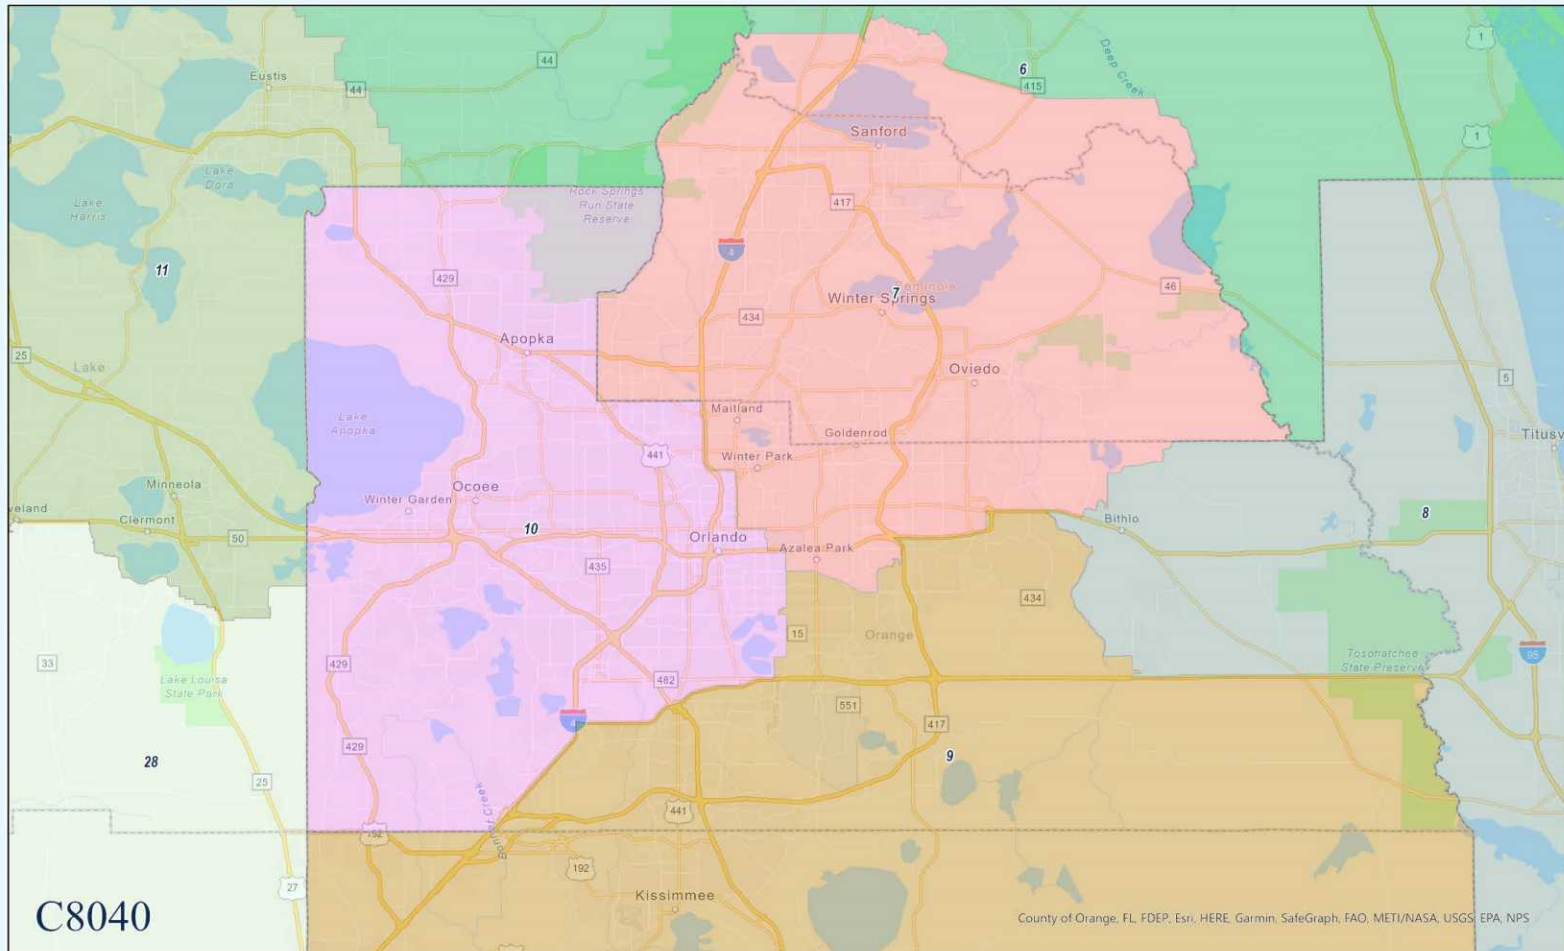 1
6
Deep Creek
44
Eustis
44
415
1
Sanford
Lake
Dora
Rock Springs
Run State
Reserve
Lake
Harris
417
4
11
429
46
Seminole
7
Winter Springs
434
Apopka
25
Lake
Oviedo
5
Maitland
Lake
Apopka
Goldenrod
Titusv
441
Winter Park
Minneola
Ocoee
Winter Garden
veland
Clermont
8
Bithlo
10
50
Orlando
Azalea Park
435
434
15
Orange
33
Tosohatchee
State Preserve
95
429
Lake Louisa
State Park
482
551
4
417
429
9
28
25
Bonnet Creek
441
192
192
27
Kissimmee
C8040
County of Orange, FL, FDEP, Esri, HERE, Garmin, SafeGraph, FAO, METI/NASA, USGS, EPA, NPS